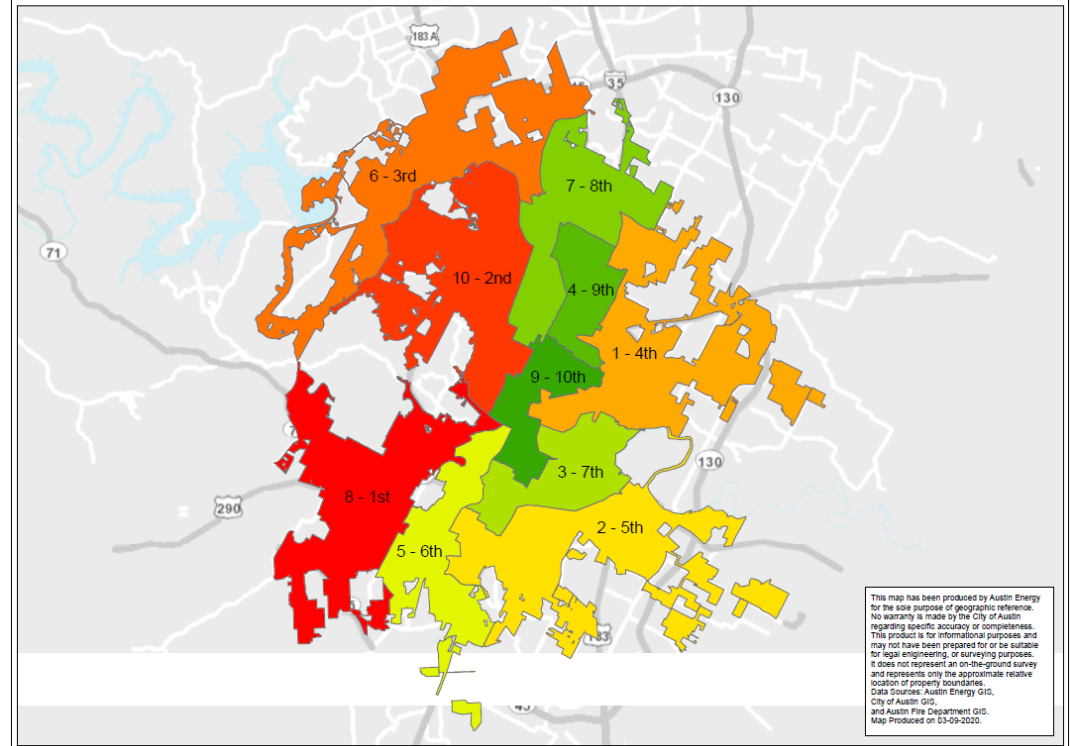 183 A
35
130
6 - 3rd
7 - 8th
71
10 - 2nd
4 - 9th
1 - 4th
9 - 10th
7
130
3 - 7th
8 - 1st
290
2 - 5th
5 - 6th
This map has been produced by Austin Energy
for the sole purpose of geographic reference.
No warranty is made by the City of Austin
regarding specific accuracy or completeness.
This product is for informational purposes and
may not have been prepared for or be suitable
for legal enigineering, or surveying purposes.
It does not represent an on-the-ground survey
and represents only the approximate relative
location of property boundaries.
Data Sources: Austin Energy GIS,
City of Austin GIS,
and Austin Fire Department GIS.
Map Produced on 03-09-2020.